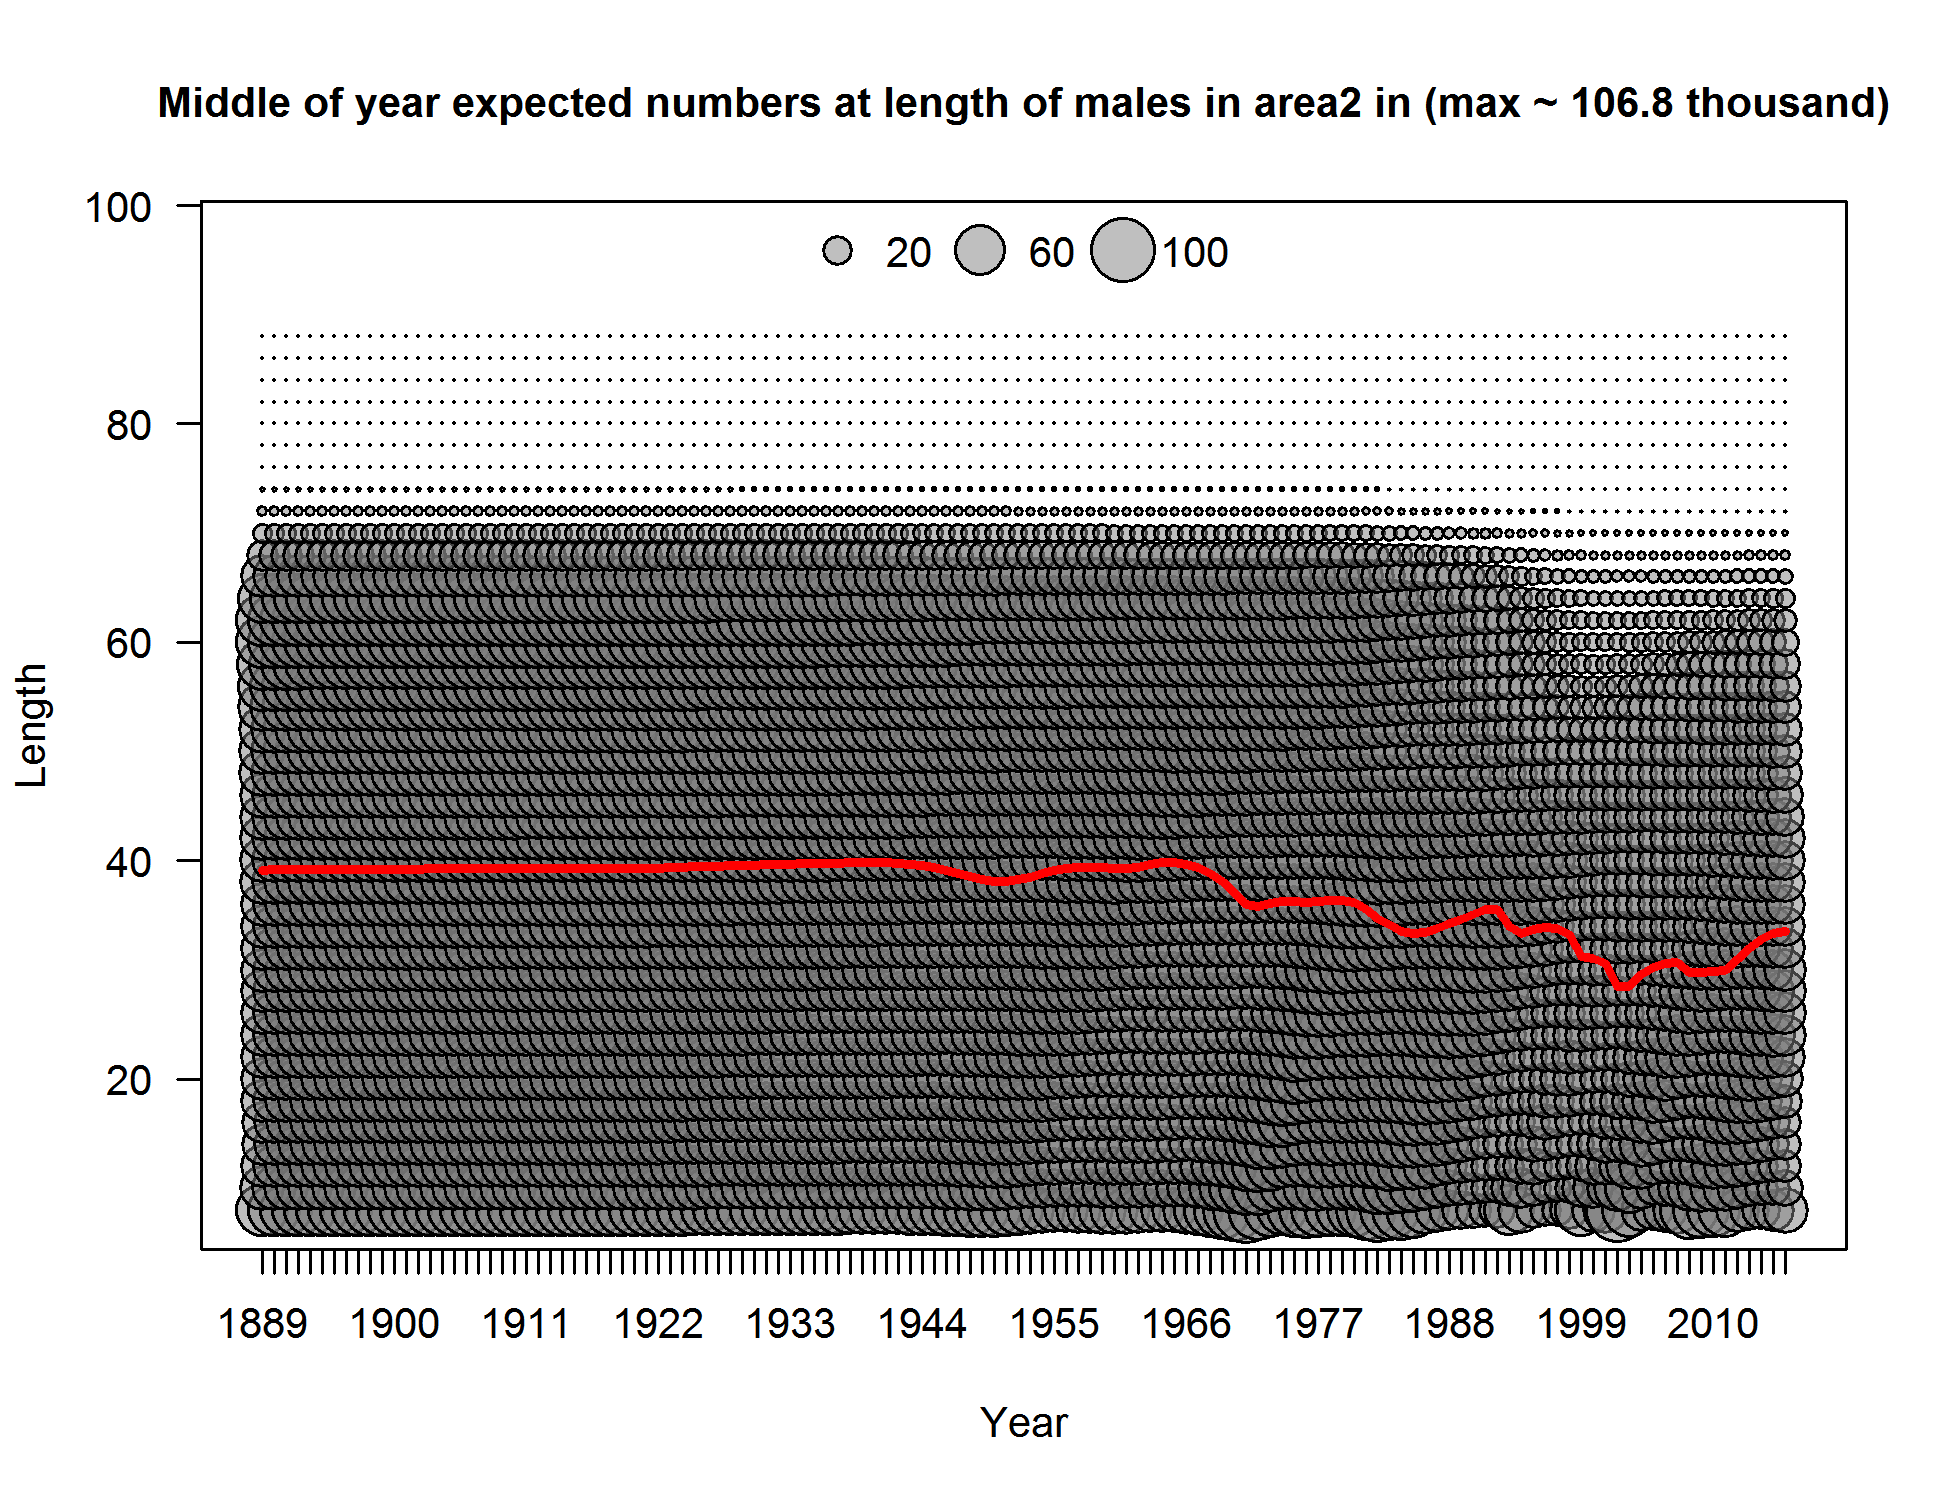 Middle of year expected numbers at length of males in area2 in (max ~ 106.8 thousand)
100
80
60
40
20
Length
20 60 100
1889 1900 1911 1922 1933 1944 1955 1966 1977 1988 1999 2010
Year